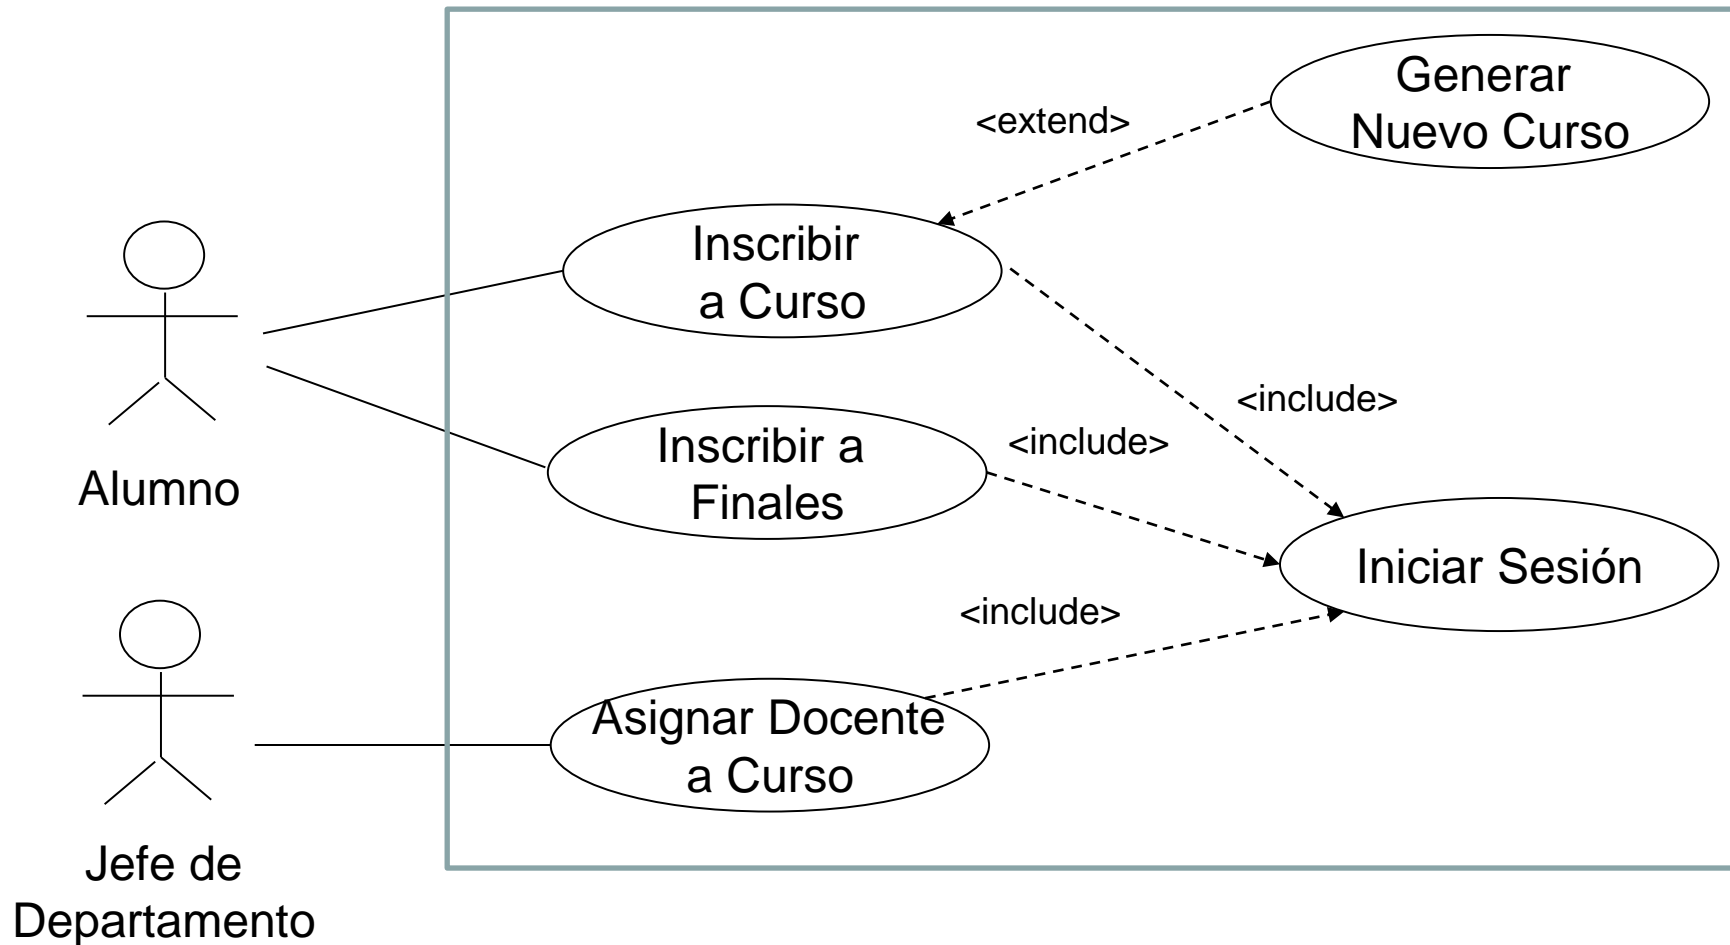 Generar
Nuevo Curso
<extend>
Inscribir
a Curso
<include>
<include>
Inscribir a
Finales
Alumno
Iniciar Sesión
<include>
Asignar Docente
a Curso
Jefe de
Departamento